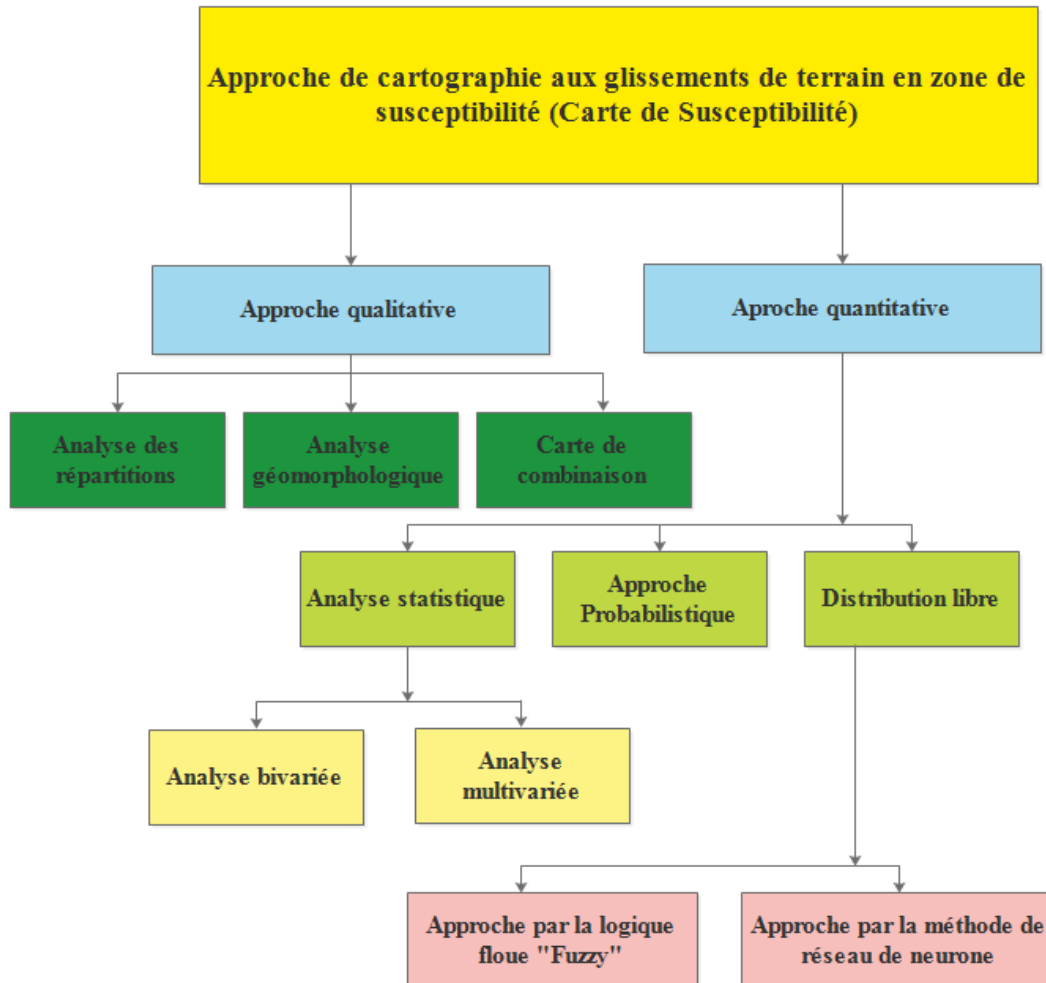 Approche de cartographie aux glissements de terrain en zone de
susceptibilité (Carte de Susceptibilité)
Approche qualitative
Aproche quantitative
Analyse des
répartitions
Analyse
géomorphologique
Carte de
combinaison
Analyse statistique
Approche
Probabilistique
Distribution libre
Analyse bivariée
Analyse
multivariée
Approche par la logique
floue "Fuzzy"
Approche par la méthode de
réseau de neurone